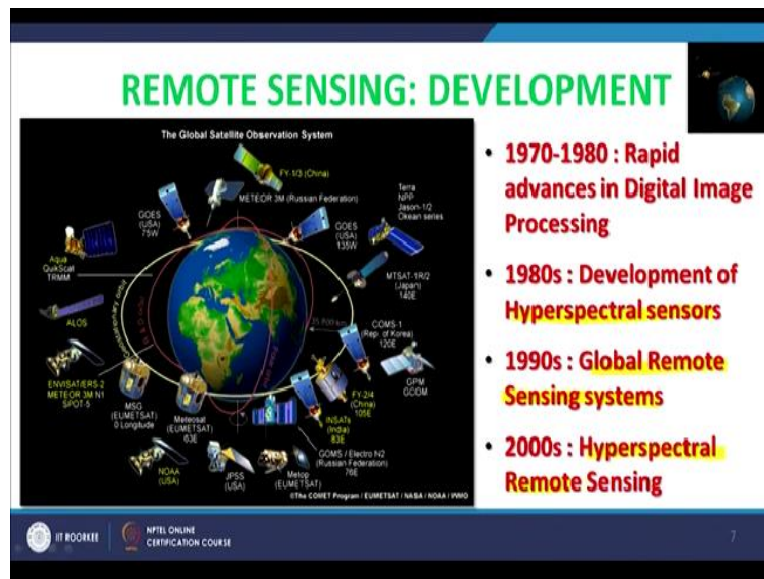 REMOTE SENSING: DEVELOPMENT
The Global Satellite Observation System
FY-1/3 (China)
METEOR 3M (Russian Federation)
Terra
NPP
Jason-1/2
Okean series
GOES
(USA)
75W
GOES
(USA)
135W
Aqua
QuikScat
TRMM
MTSAT-1R/2
(Japan)
140E
ALOS
COMS-1
(Rep. of Korea)
120E
ENVISAT/ERS-2
METEOR 3M N1
SPOT-5
MSG
(EUMETSAT)
0 Longitude
Meteosat
(EUMETSAT)
63E
GPM
GCOM
FY-2/4
(China)
105E
INSATs
(India)
83E
GOMS / Electro N2
(Russian Federation)
76E
NOAA
(USA)
JPSS
(USA)
Metop
(EUMETSAT)
©The COMET Program / EUMETSAT / NASA / NOAA / WMO
• 1970-1980 : Rapid
advances in Digital Image
Processing
• 1980s : Development of
Hyperspectral sensors
• 1990s : Global Remote
Sensing systems
• 2000s : Hyperspectral
Remote Sensing
IIT ROORKEE
NPTEL ONLINE
CERTIFICATION COURSE
7